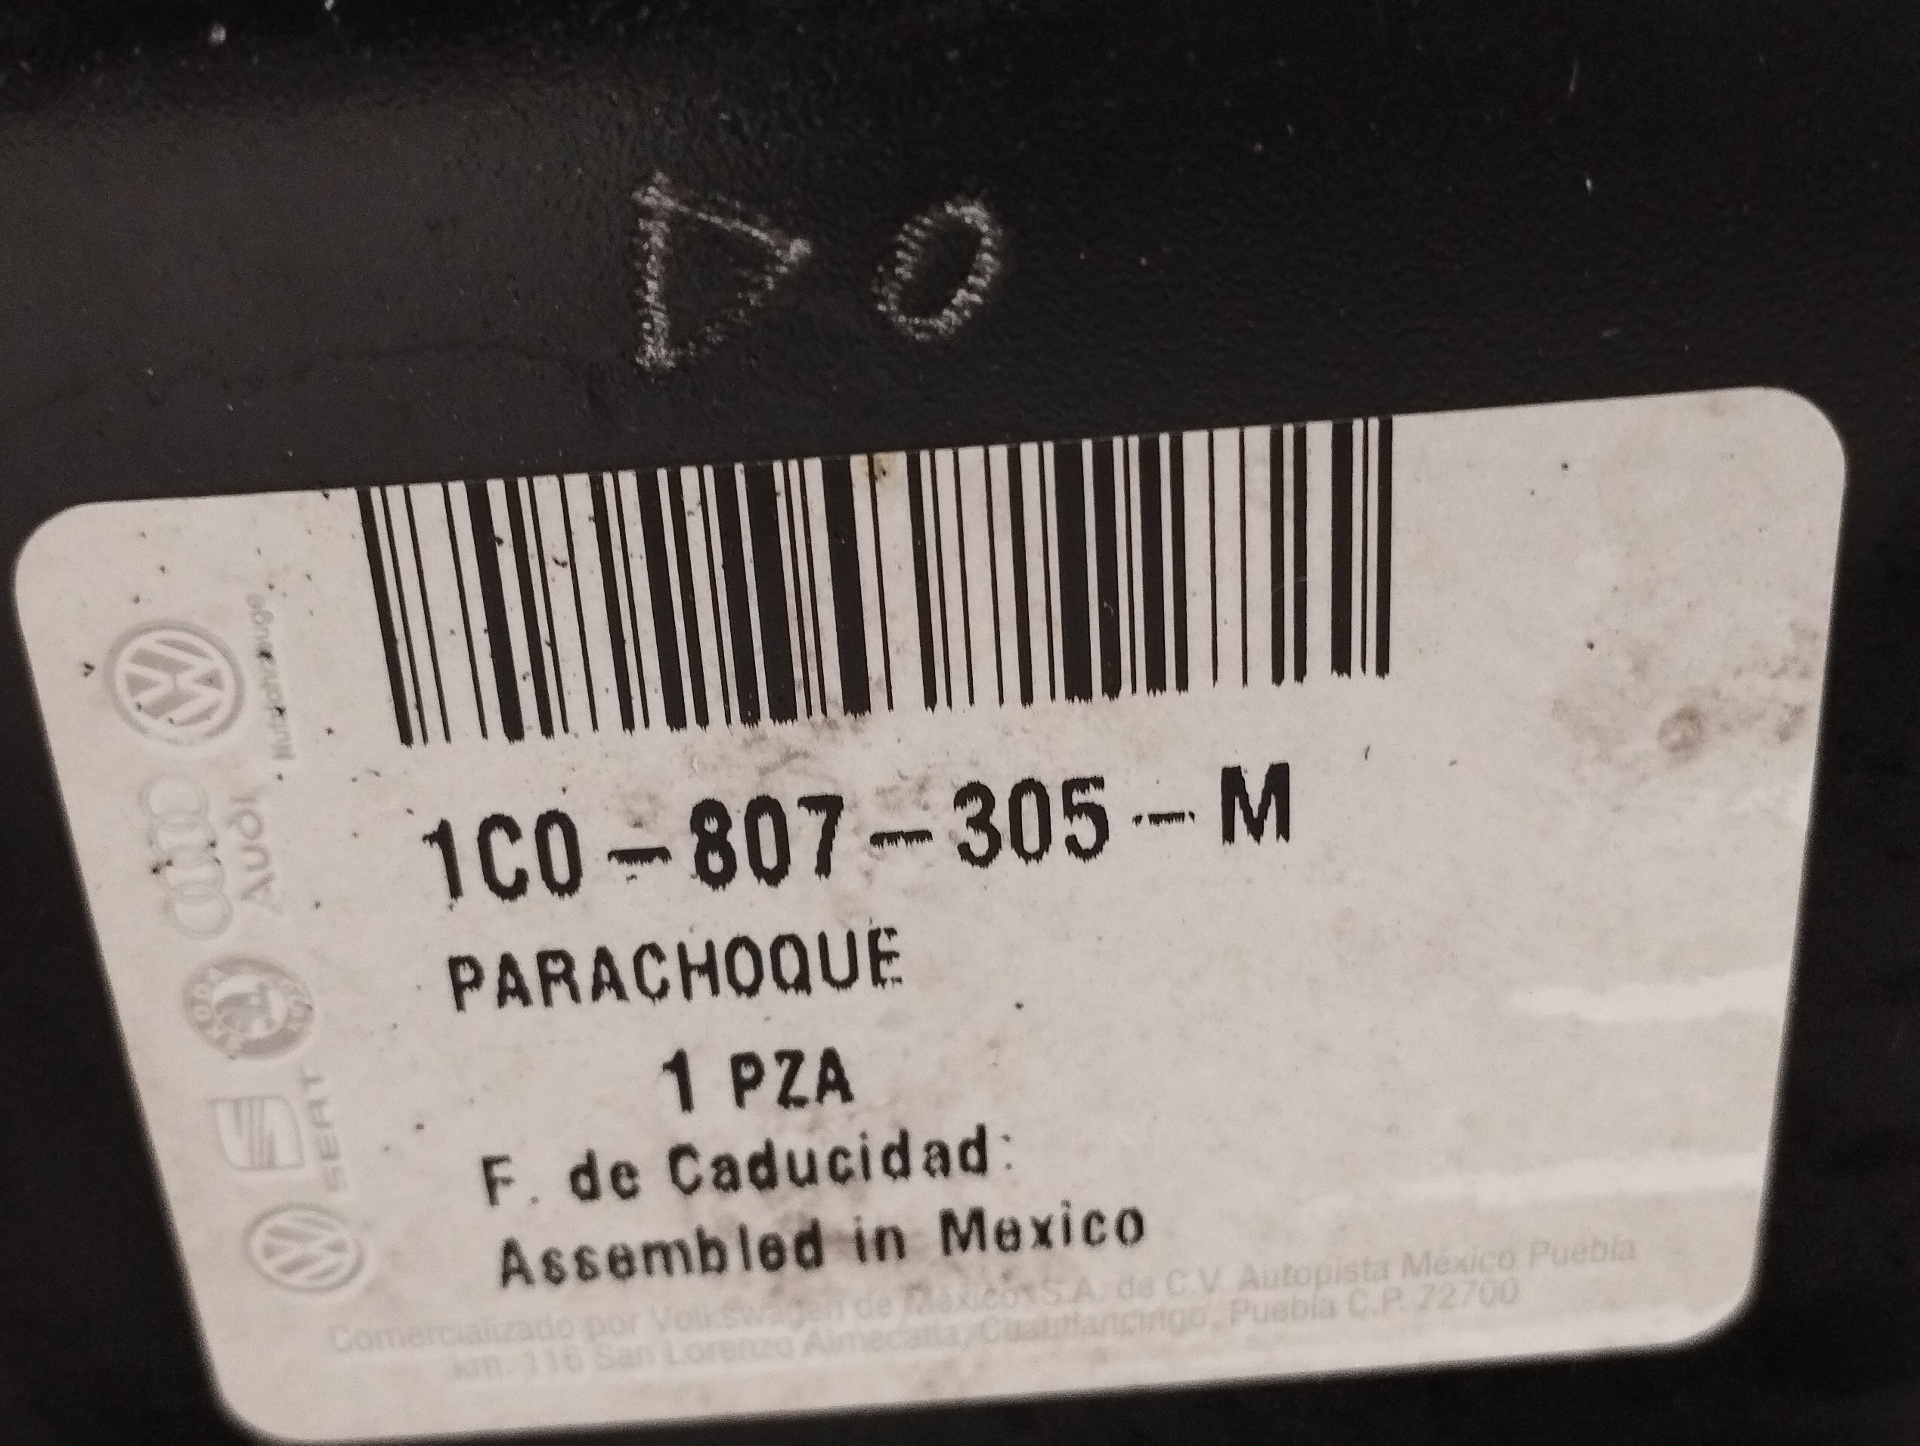 DO
1C0-807-305-M
PARACHOQUE
1 PZA
F. de Caducidad:
Assembled in Mexico
Comercializado por Volkswagen de México, S.A. de C.V. Autopista México Puebla
km. 116 San Lorenzo Almecatla, Cuautlancingo, Puebla C.P. 72700
Nutzfahrzeuge
AUDI
SEAT